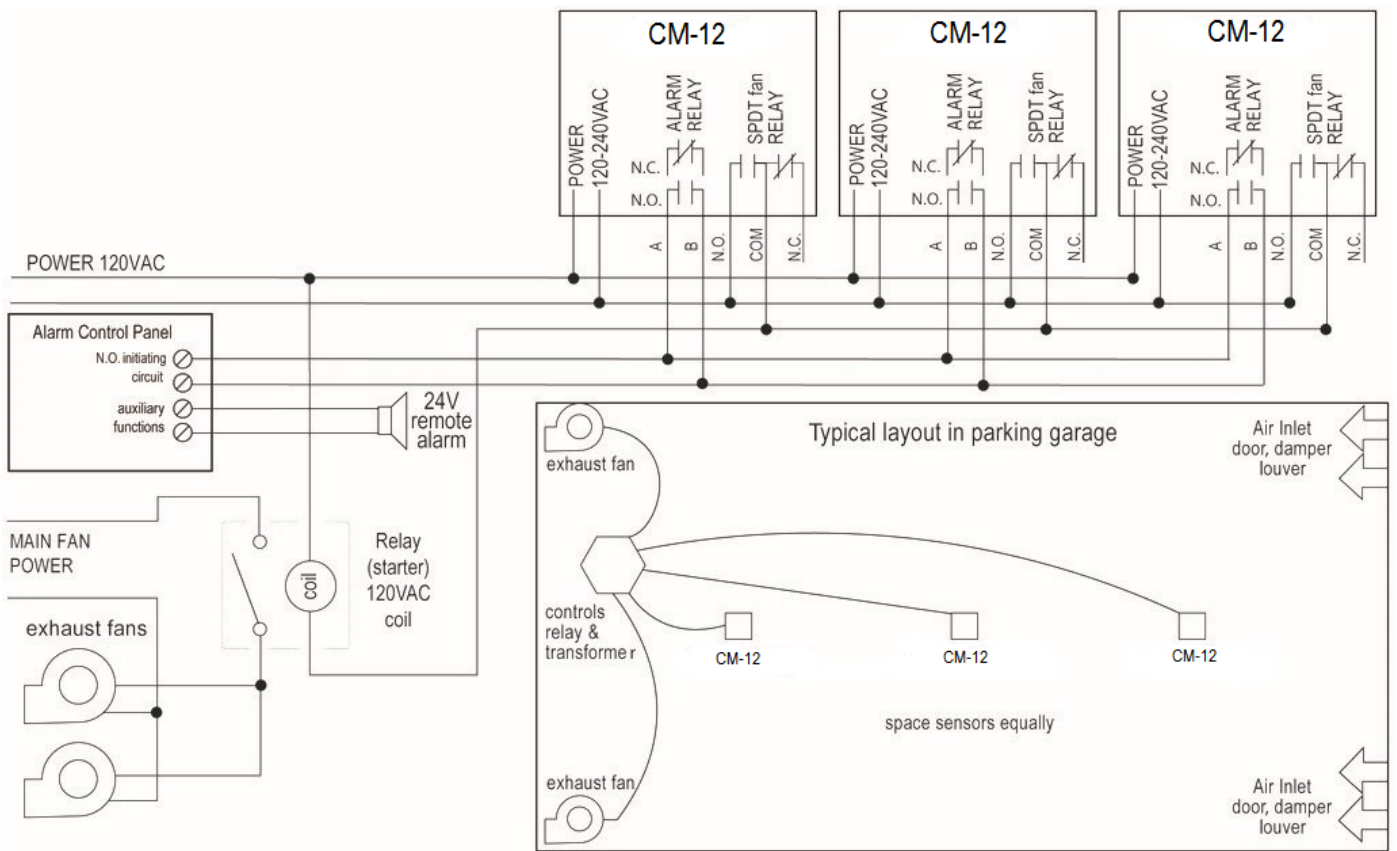 CM-12
POWER
120-240VAC
ALARM
RELAY
SPDT fan
RELAY
N.C.
N.O.
A
B
N.O.
COM
N.C.
CM-12
POWER
120-240VAC
ALARM
RELAY
SPDT fan
RELAY
N.C.
N.O.
A
B
N.O.
COM
N.C.
CM-12
POWER
120-240VAC
ALARM
RELAY
SPDT fan
RELAY
N.C.
N.O.
A
B
N.O.
COM
N.C.
POWER 120VAC
Alarm Control Panel
N.O. initiating
circuit
auxiliary
functions
24V
remote
alarm
MAIN FAN
POWER
coil
Relay
(starter)
120VAC
coil
exhaust fans
Typical layout in parking garage
exhaust fan
Air Inlet
door, damper
louver
controls
relay &
transformer
CM-12
CM-12
CM-12
space sensors equally
exhaust fan
Air Inlet
door, damper
louver